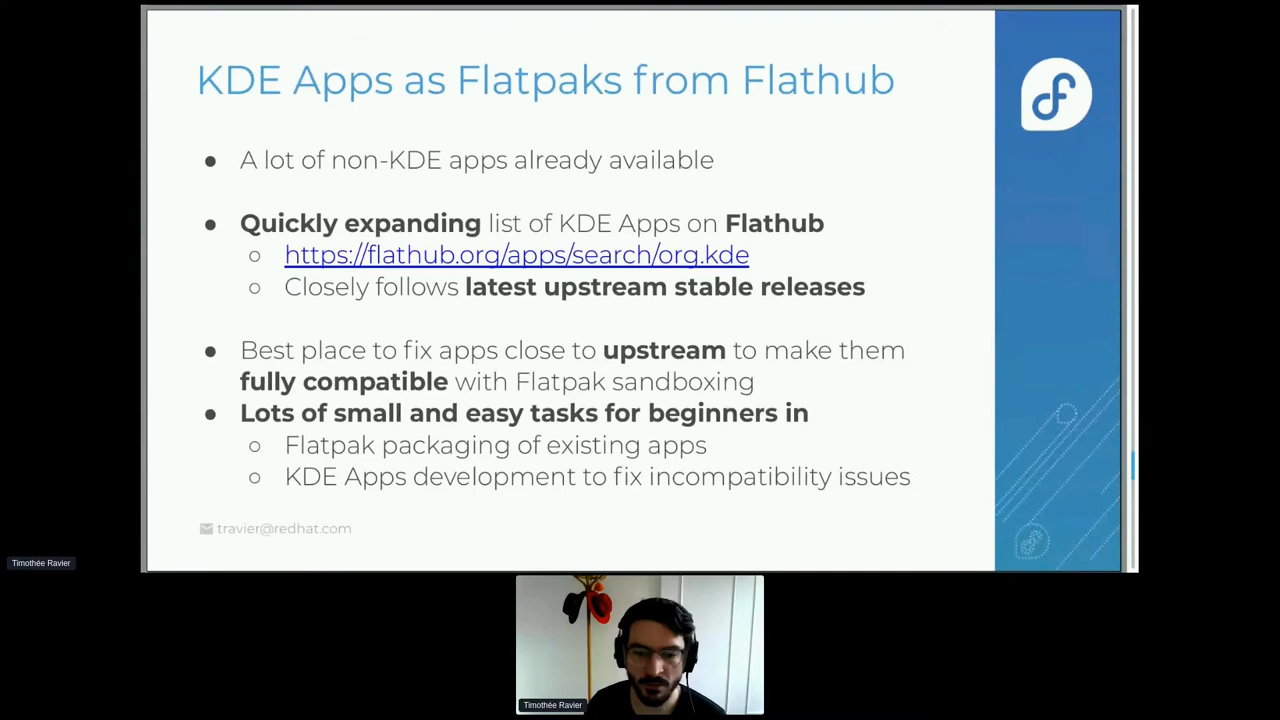 KDE Apps as Flatpaks from Flathub
● A lot of non-KDE apps already available
● Quickly expanding list of KDE Apps on Flathub
○ https://flathub.org/apps/search/org.kde
○ Closely follows latest upstream stable releases
● Best place to fix apps close to upstream to make them
fully compatible with Flatpak sandboxing
● Lots of small and easy tasks for beginners in
○ Flatpak packaging of existing apps
○ KDE Apps development to fix incompatibility issues
travier@redhat.com
Timothée Ravier
Timothée Ravier